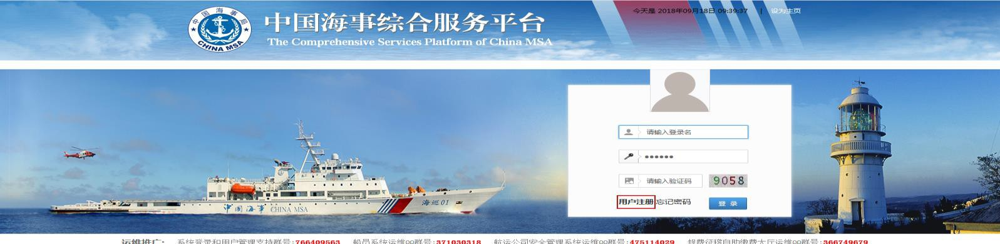 今天是 2018年09月18日 09:39:37 | 设为主页
中国海事局
CHINA MSA
中国海事综合服务平台
The Comprehensive Services Platform of China MSA
请输入登录名
••••••
请输入验证码 9058
用户注册 忘记密码 登 录
中国海事 CHINA MSA
海巡 01
运维推广: 系统登录和用户管理支持群号:766409563 船员系统运维QQ群号:371030318 航运公司安全管理系统运维QQ群号:475114029 规费征稽自助缴费大厅运维QQ群号:366749679